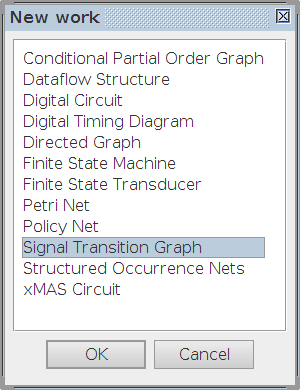 New work
Conditional Partial Order Graph
Dataflow Structure
Digital Circuit
Digital Timing Diagram
Directed Graph
Finite State Machine
Finite State Transducer
Petri Net
Policy Net
Signal Transition Graph
Structured Occurrence Nets
xMAS Circuit
OK
Cancel